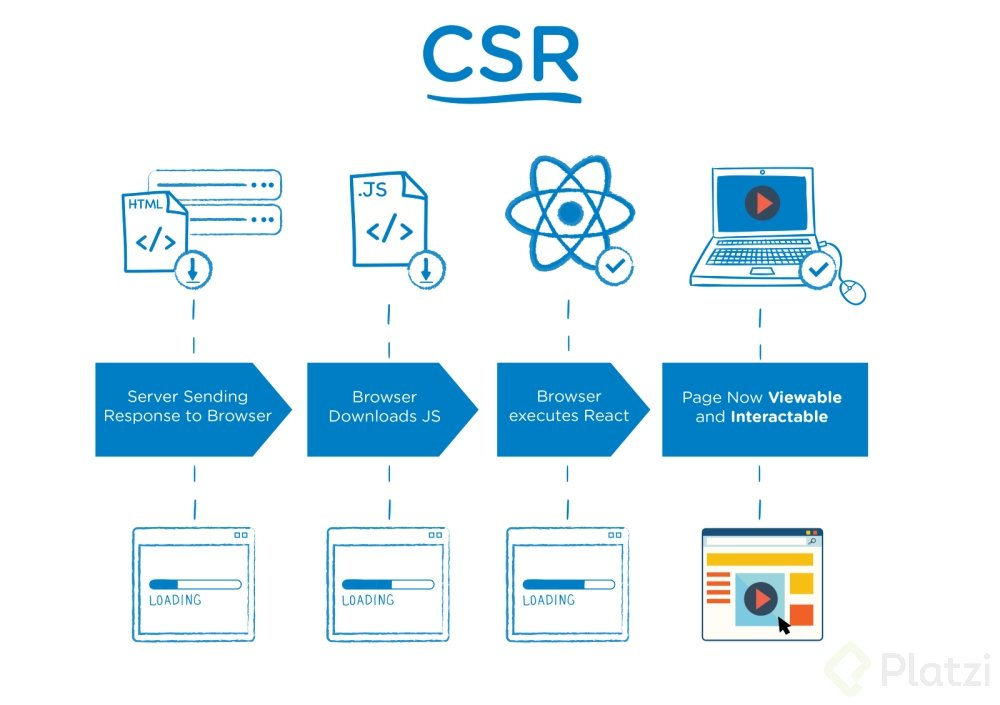 CSR
HTML
</>
.JS
</>
Server Sending
Response to Browser
Browser
Downloads JS
Browser
executes React
Page Now Viewable
and Interactable
LOADING
LOADING
LOADING
Platzi